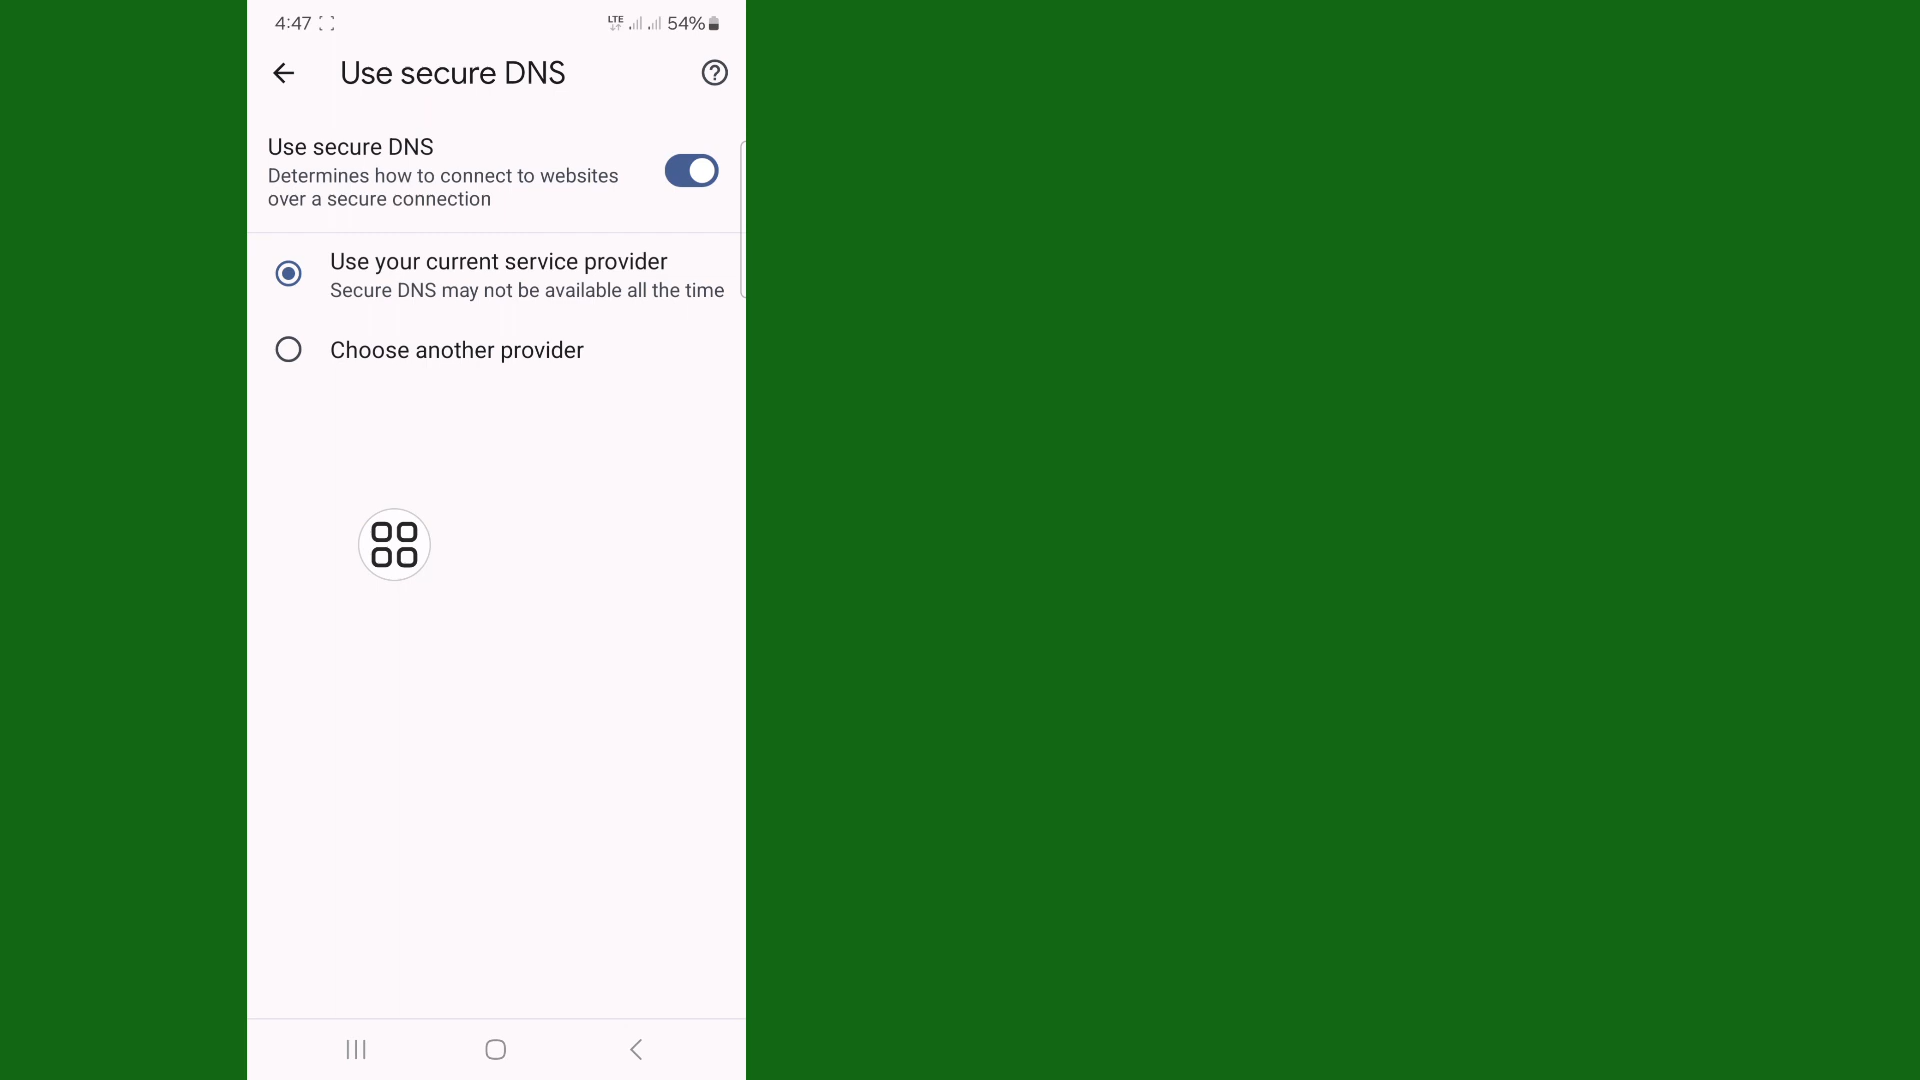 4:47 LTE 54%
Use secure DNS
Use secure DNS
Determines how to connect to websites
over a secure connection
Use your current service provider
Secure DNS may not be available all the time
Choose another provider